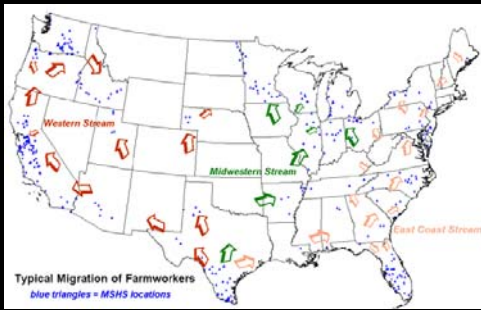 Western Stream
Midwestern Stream
East Coast Stream
Typical Migration of Farmworkers
blue triangles = MSHS locations